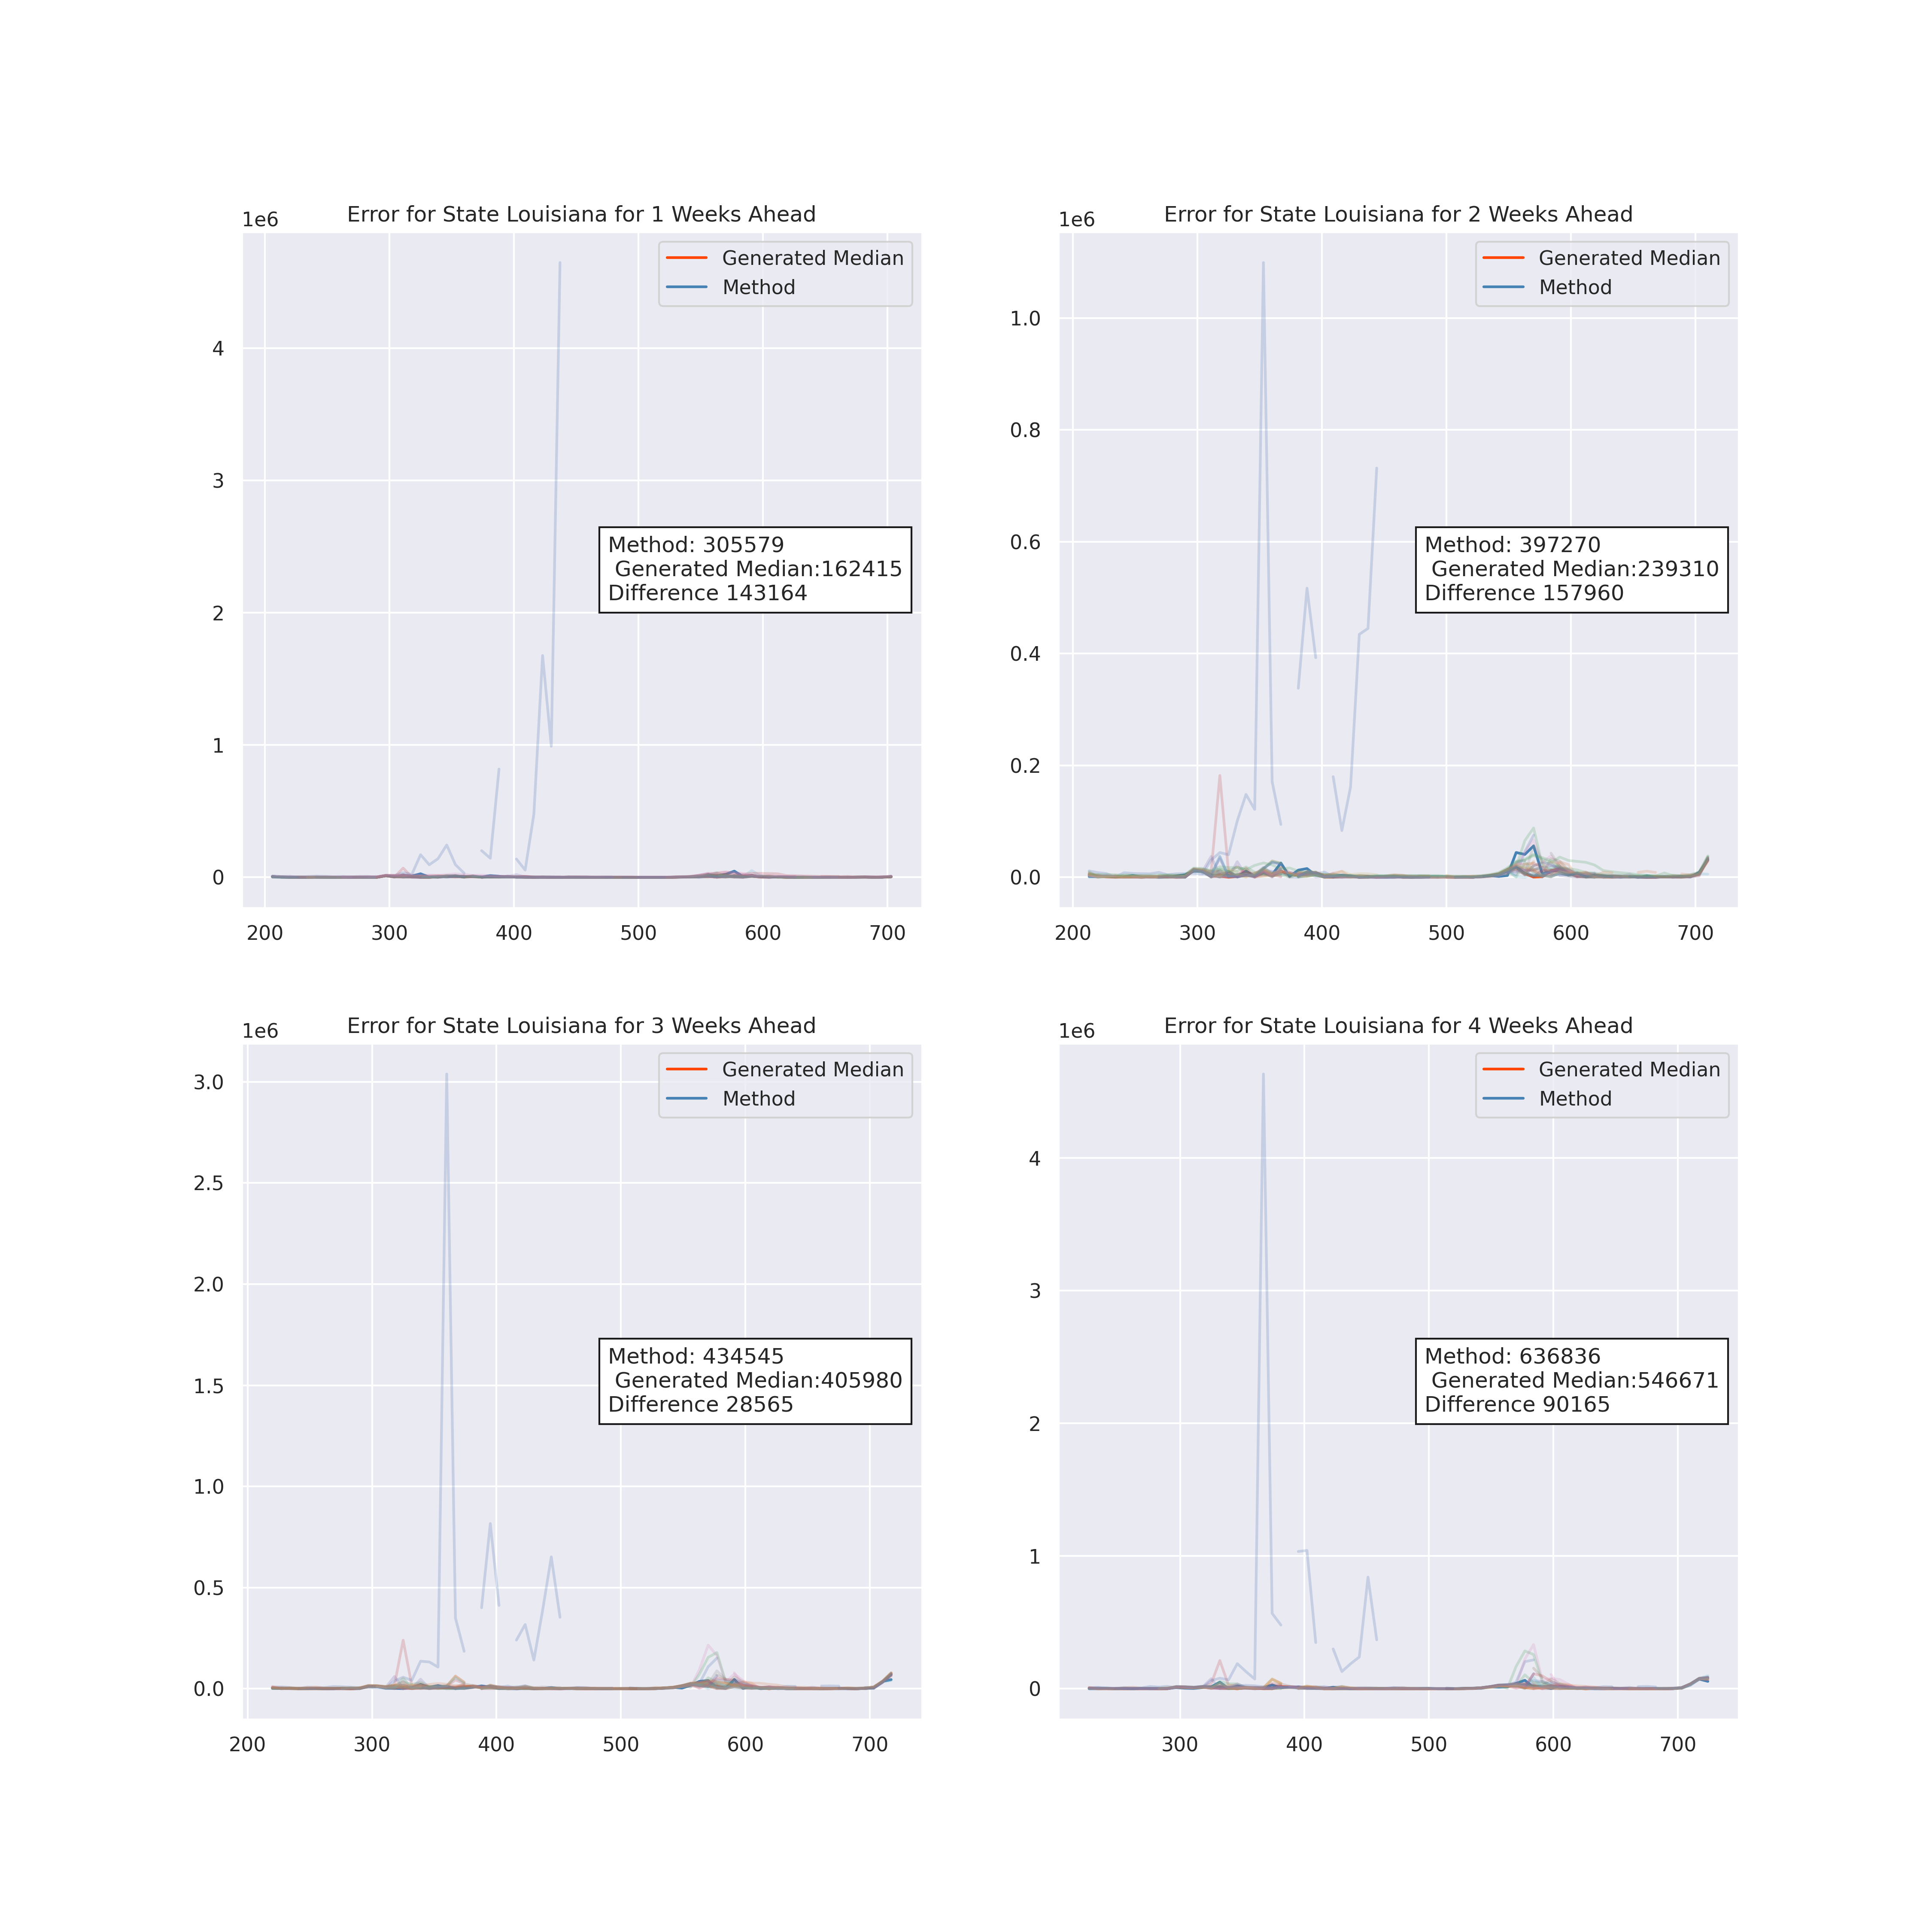 Error for State Louisiana for 1 Weeks Ahead
1e6
Generated Median
Method
4
3
2
1
0
Method: 305579
Generated Median:162415
Difference 143164
200 300 400 500 600 700
Error for State Louisiana for 2 Weeks Ahead
1e6
Generated Median
Method
1.0
0.8
0.6
0.4
0.2
0.0
Method: 397270
Generated Median:239310
Difference 157960
200 300 400 500 600 700
Error for State Louisiana for 3 Weeks Ahead
1e6
Generated Median
Method
3.0
2.5
2.0
1.5
1.0
0.5
0.0
Method: 434545
Generated Median:405980
Difference 28565
200 300 400 500 600 700
Error for State Louisiana for 4 Weeks Ahead
1e6
Generated Median
Method
4
3
2
1
0
Method: 636836
Generated Median:546671
Difference 90165
300 400 500 600 700